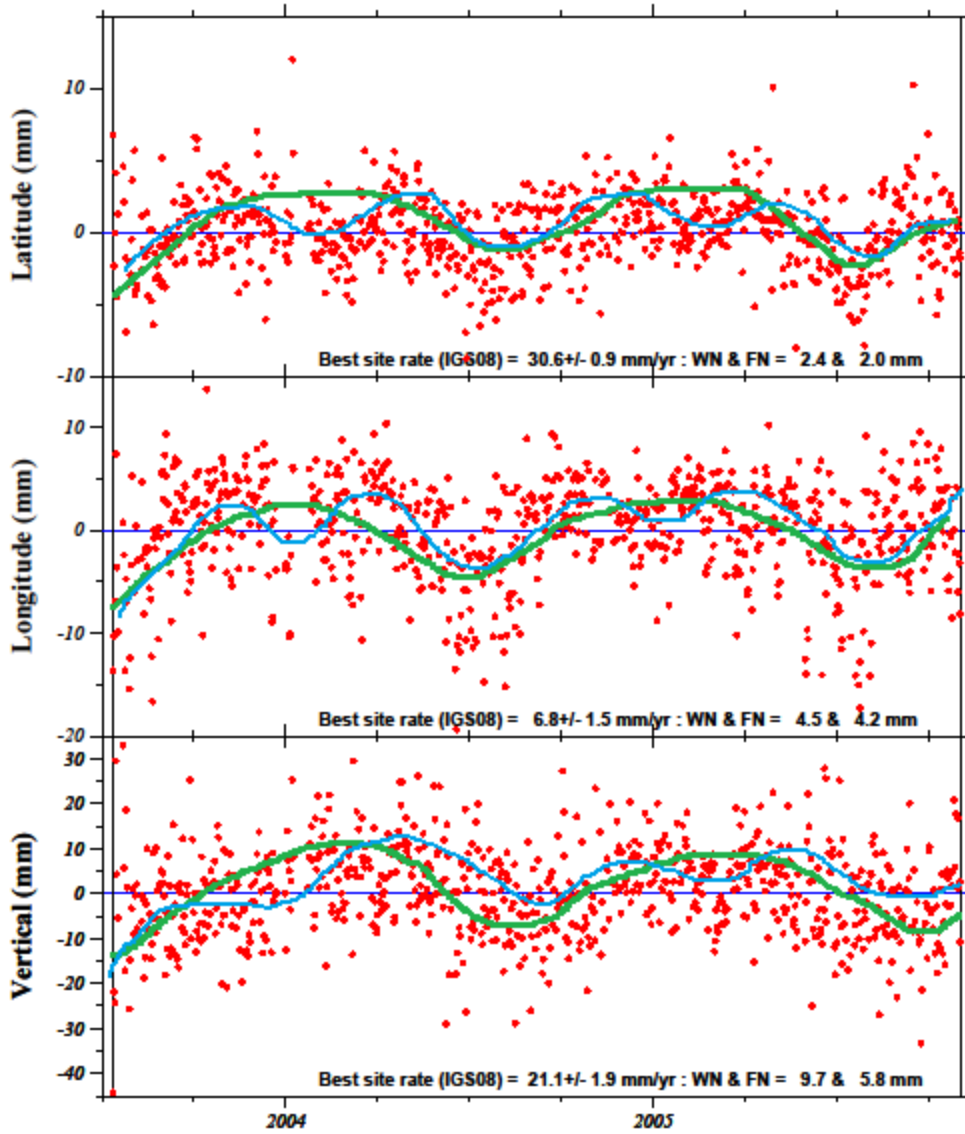 Latitude (mm)
10
0
-10
Best site rate (IGS08) = 30.6+/- 0.9 mm/yr : WN & FN = 2.4 & 2.0 mm
Longitude (mm)
10
0
-10
-20
Best site rate (IGS08) = 6.8+/- 1.5 mm/yr : WN & FN = 4.5 & 4.2 mm
Vertical (mm)
30
20
10
0
-10
-20
-30
-40
Best site rate (IGS08) = 21.1+/- 1.9 mm/yr : WN & FN = 9.7 & 5.8 mm
2004 2005